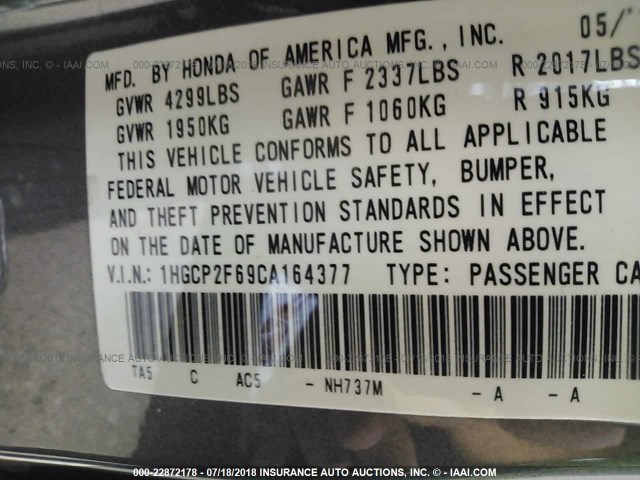 MFD. BY HONDA OF AMERICA MFG., INC. 05/
GVWR 4299LBS GAWR F 2337LBS R 2017LBS
GVWR 1950KG GAWR F 1060KG R 915KG
THIS VEHICLE CONFORMS TO ALL APPLICABLE
FEDERAL MOTOR VEHICLE SAFETY, BUMPER,
AND THEFT PREVENTION STANDARDS IN EFFECT
ON THE DATE OF MANUFACTURE SHOWN ABOVE.
V.I.N.: 1HGCP2F69CA164377 TYPE: PASSENGER CA
TA5 C AC5 - NH737M - A - A
000-22872178 - 07/18/2018 INSURANCE AUTO AUCTIONS, INC. - © - IAAI.COM